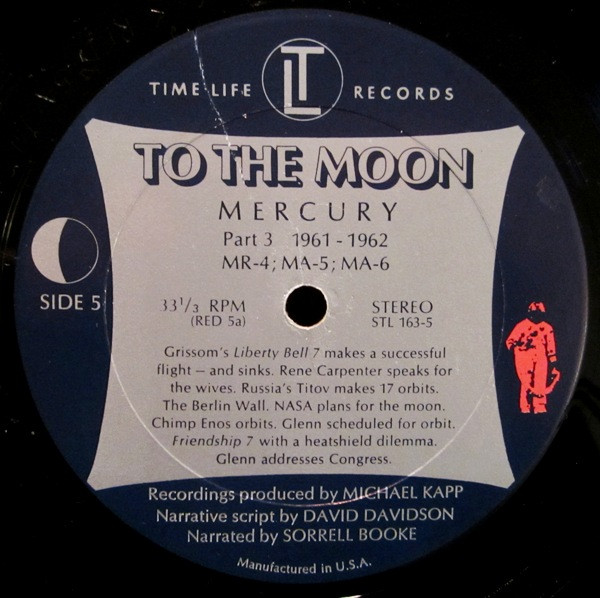 TIME LIFE TL RECORDS
TO THE MOON
MERCURY
Part 3 1961 - 1962
MR-4; MA-5; MA-6
SIDE 5
33 1/3 RPM
(RED 5a)
STEREO
STL 163-5
Grissom's Liberty Bell 7 makes a successful
flight — and sinks. Rene Carpenter speaks for
the wives. Russia's Titov makes 17 orbits.
The Berlin Wall. NASA plans for the moon.
Chimp Enos orbits. Glenn scheduled for orbit.
Friendship 7 with a heatshield dilemma.
Glenn addresses Congress.
Recordings produced by MICHAEL KAPP
Narrative script by DAVID DAVIDSON
Narrated by SORRELL BOOKE
Manufactured in U.S.A.